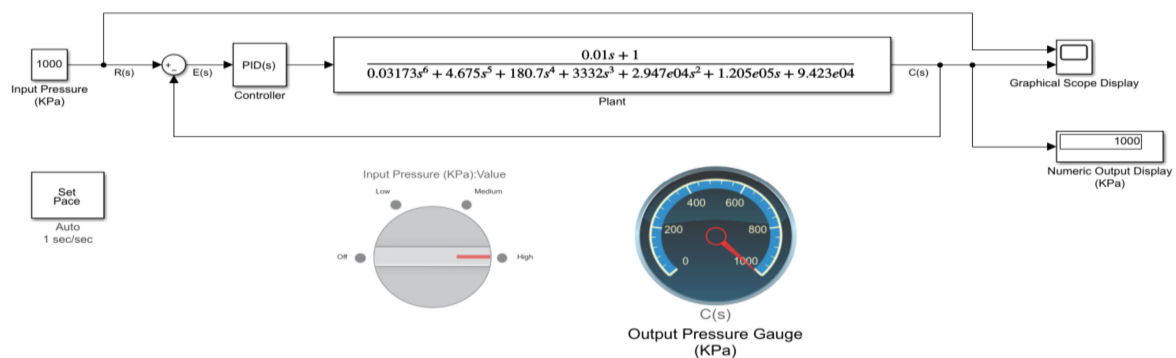 1000
Input Pressure
(KPa)
R(s)
+
−
E(s)
PID(s)
Controller
0.01s + 1
0.03173s⁶ + 4.675s⁵ + 180.7s⁴ + 3332s³ + 2.947e04s² + 1.205e05s + 9.423e04
Plant
C(s)
Graphical Scope Display
1000
Numeric Output Display
(KPa)
Set
Pace
Auto
1 sec/sec
Input Pressure (KPa):Value
Low
Medium
Off
High
400
600
200
800
0
1000
C(s)
Output Pressure Gauge
(KPa)